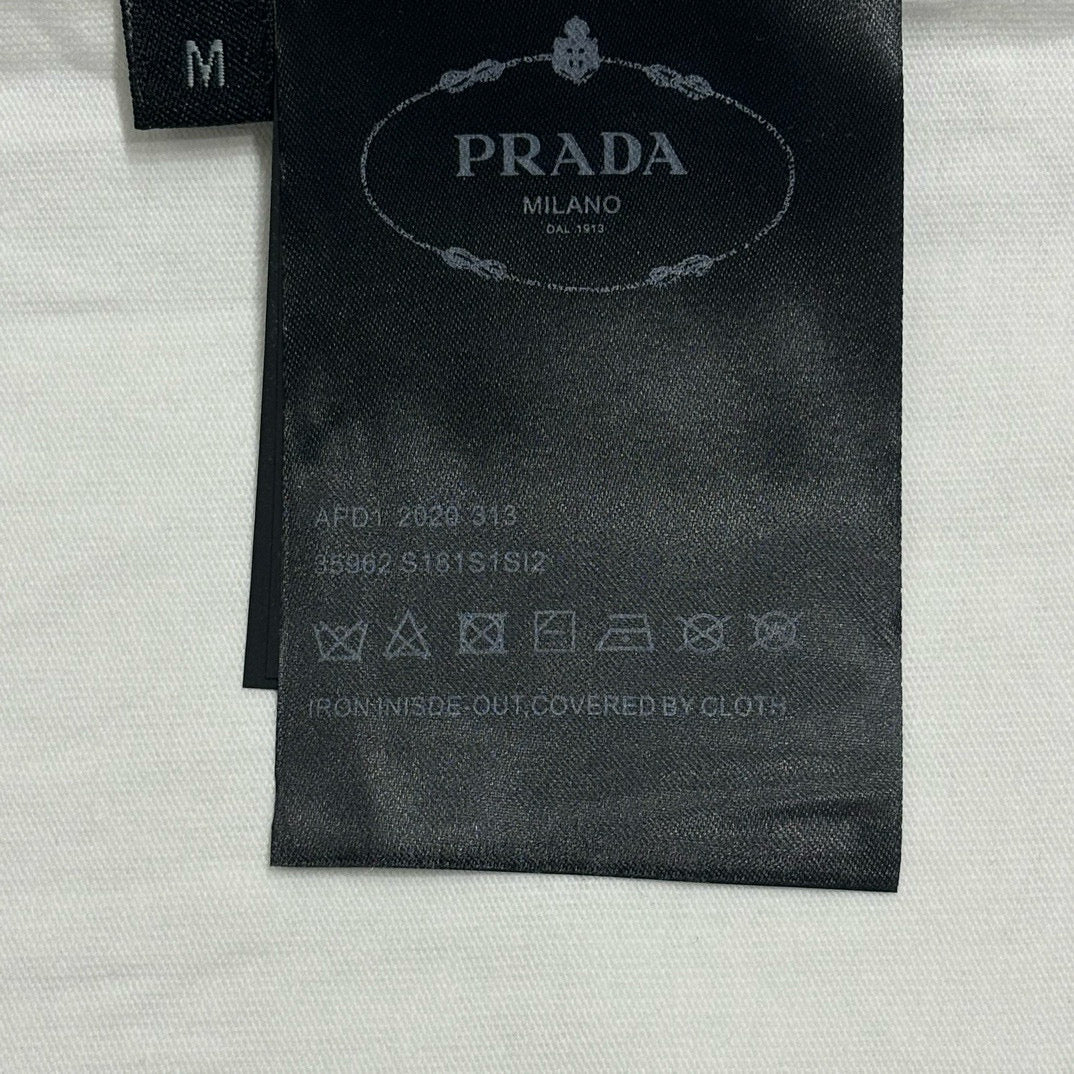 M
PRADA
MILANO
DAL 1913
APD1 2020 313
35962 S181S1SI2
IRON INISDE-OUT,COVERED BY CLOTH